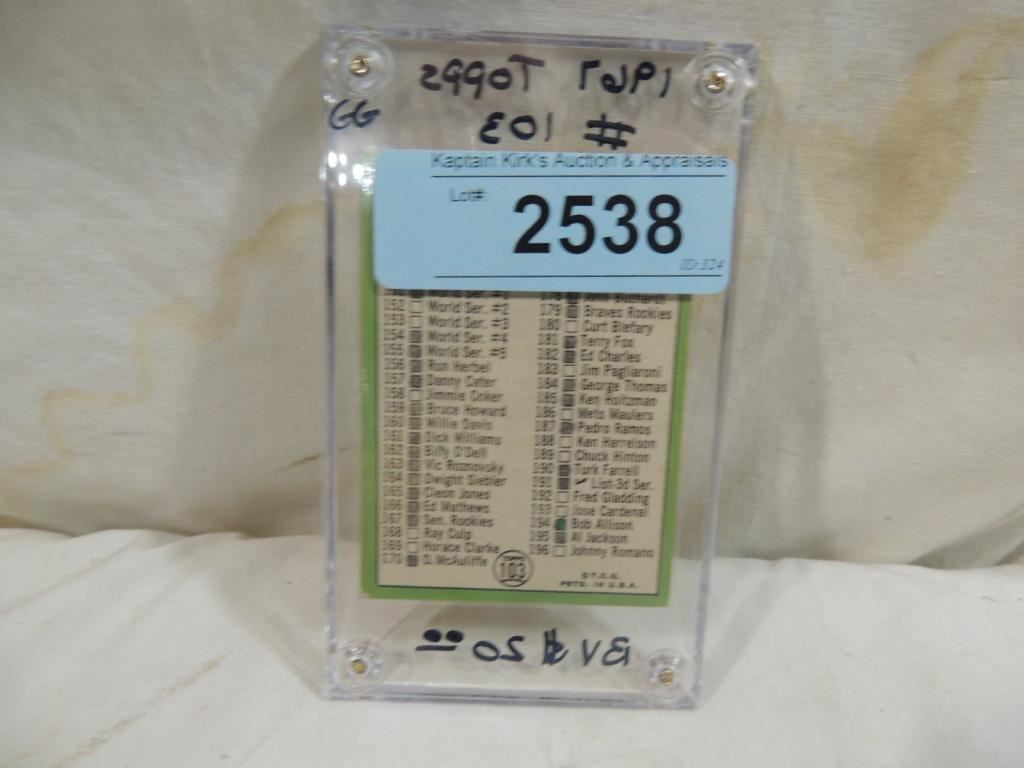 1967 Topps
# 103
GG
Kaptain Kirk's Auction & Appraisals
Lot#:
2538
ID:324
World Ser. #1
152 World Ser. #2
153 World Ser. #3
154 World Ser. #4
155 World Ser. #5
156 Ron Herbel
157 Danny Cater
158 Jimmie Coker
159 Bruce Howard
160 Willie Davis
161 Dick Williams
162 Billy O'Dell
163 Vic Roznovsky
164 Dwight Siebler
165 Cleon Jones
166 Ed Mathews
167 Sen. Rookies
168 Ray Culp
169 Horace Clarke
170 D. McAuliffe
179 Braves Rookies
180 Curt Blefary
181 Terry Fox
182 Ed Charles
183 Jim Pagliaroni
184 George Thomas
185 Ken Holtzman
186 Mets Maulers
187 Pedro Ramos
188 Ken Harrelson
189 Chuck Hinton
190 Turk Farrell
191 ✓ List-3d Ser.
192 Fred Gladding
193 Jose Cardenal
194 Bob Allison
195 Al Jackson
196 Johnny Romano
103
©T.C.G.
PRTD. IN U.S.A.
BV $ 20.00